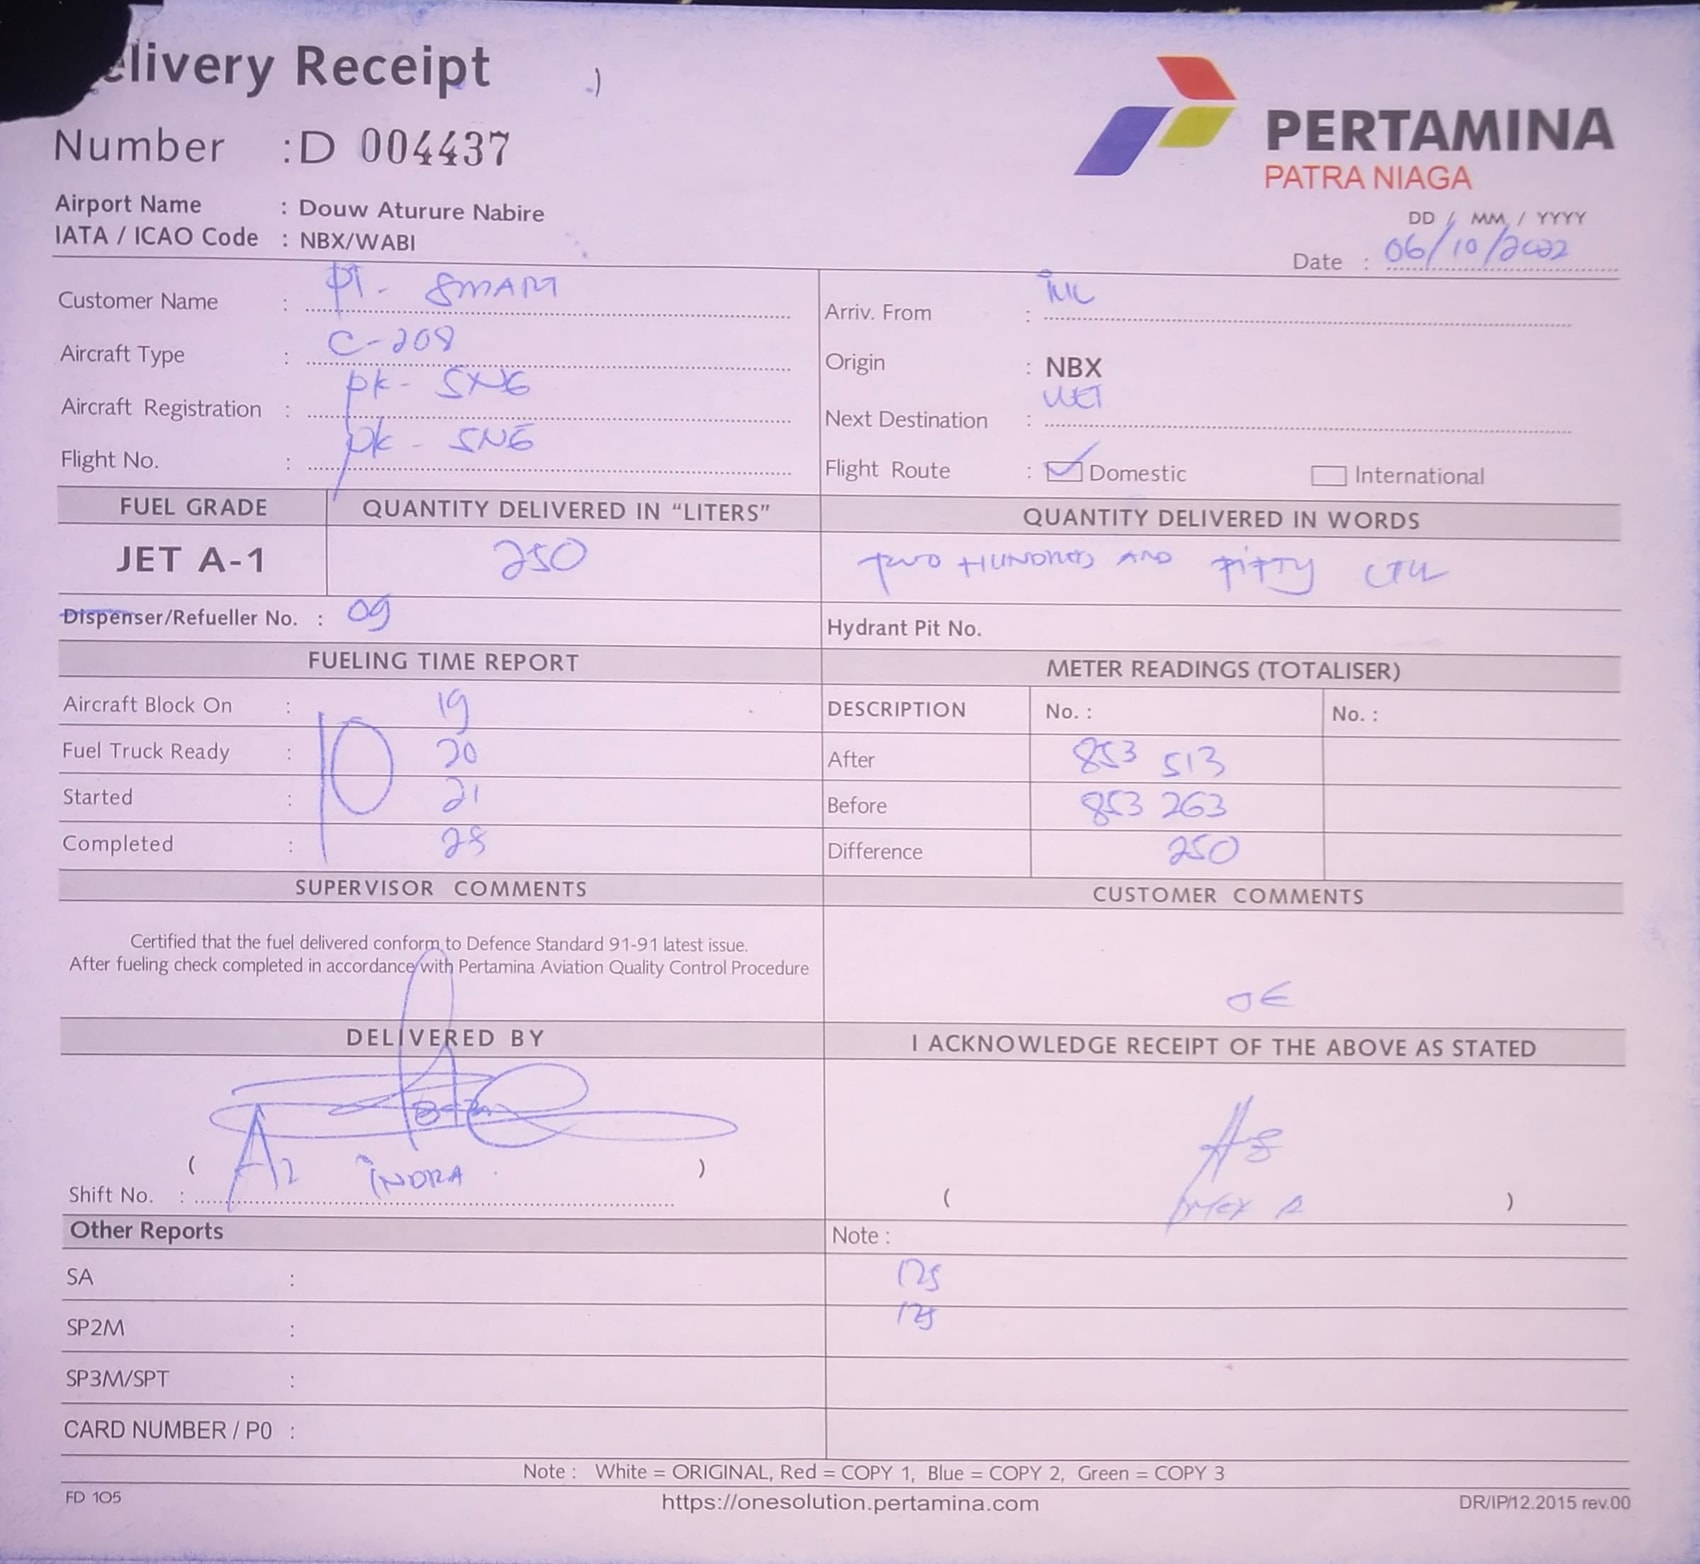 elivery Receipt
Number : D 004437
PERTAMINA
PATRA NIAGA
Airport Name : Douw Aturure Nabire
IATA / ICAO Code : NBX/WABI
DD / MM / YYYY
Date : 06/10/2022
Customer Name : PT. SMART
Arriv. From :
Aircraft Type : C-208
Origin : NBX
Aircraft Registration : PK-SNG
Next Destination :
Flight No. : PK-SNG
Flight Route : Domestic International
FUEL GRADE QUANTITY DELIVERED IN “LITERS” QUANTITY DELIVERED IN WORDS
JET A-1 250 TWO HUNDRED AND FIFTY
Dispenser/Refueller No. : 09
Hydrant Pit No.
FUELING TIME REPORT METER READINGS (TOTALISER)
Aircraft Block On : 19
DESCRIPTION No. : No. :
Fuel Truck Ready : 20
After 853 513
10
Started : 21
Before 853 263
Completed : 28
Difference 250
SUPERVISOR COMMENTS CUSTOMER COMMENTS
Certified that the fuel delivered conform to Defence Standard 91-91 latest issue.
After fueling check completed in accordance with Pertamina Aviation Quality Control Procedure
DELIVERED BY I ACKNOWLEDGE RECEIPT OF THE ABOVE AS STATED
( INDRA )
Shift No. :
( )
Other Reports Note :
SA : 125
SP2M : 125
SP3M/SPT :
CARD NUMBER / P0 :
Note : White = ORIGINAL, Red = COPY 1, Blue = COPY 2, Green = COPY 3
FD 105 https://onesolution.pertamina.com DR/IP/12.2015 rev.00